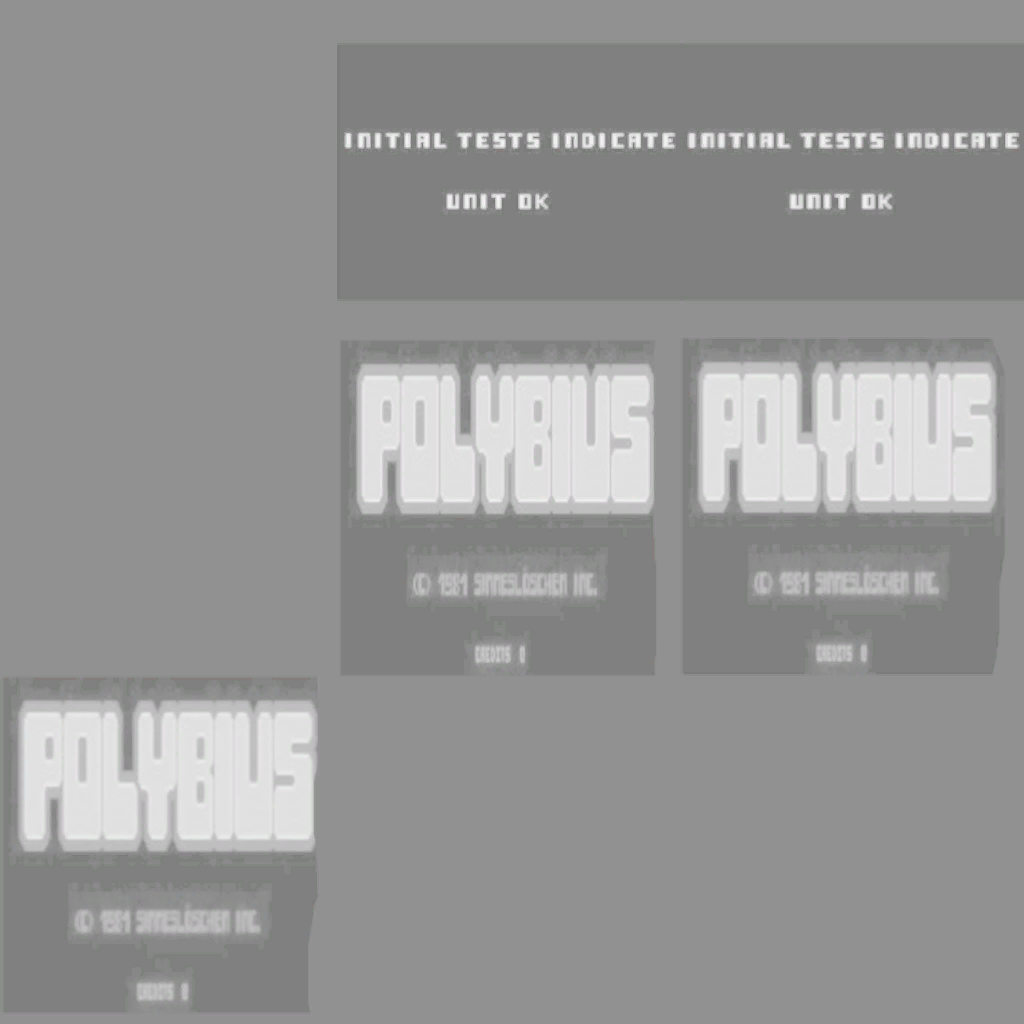 INITIAL TESTS INDICATE
UNIT OK
INITIAL TESTS INDICATE
UNIT OK
POLYBIUS
(C) 1981 SINNESLÖSCHEN INC.
CREDITS 0
POLYBIUS
(C) 1981 SINNESLÖSCHEN INC.
CREDITS 0
POLYBIUS
(C) 1981 SINNESLÖSCHEN INC.
CREDITS 0